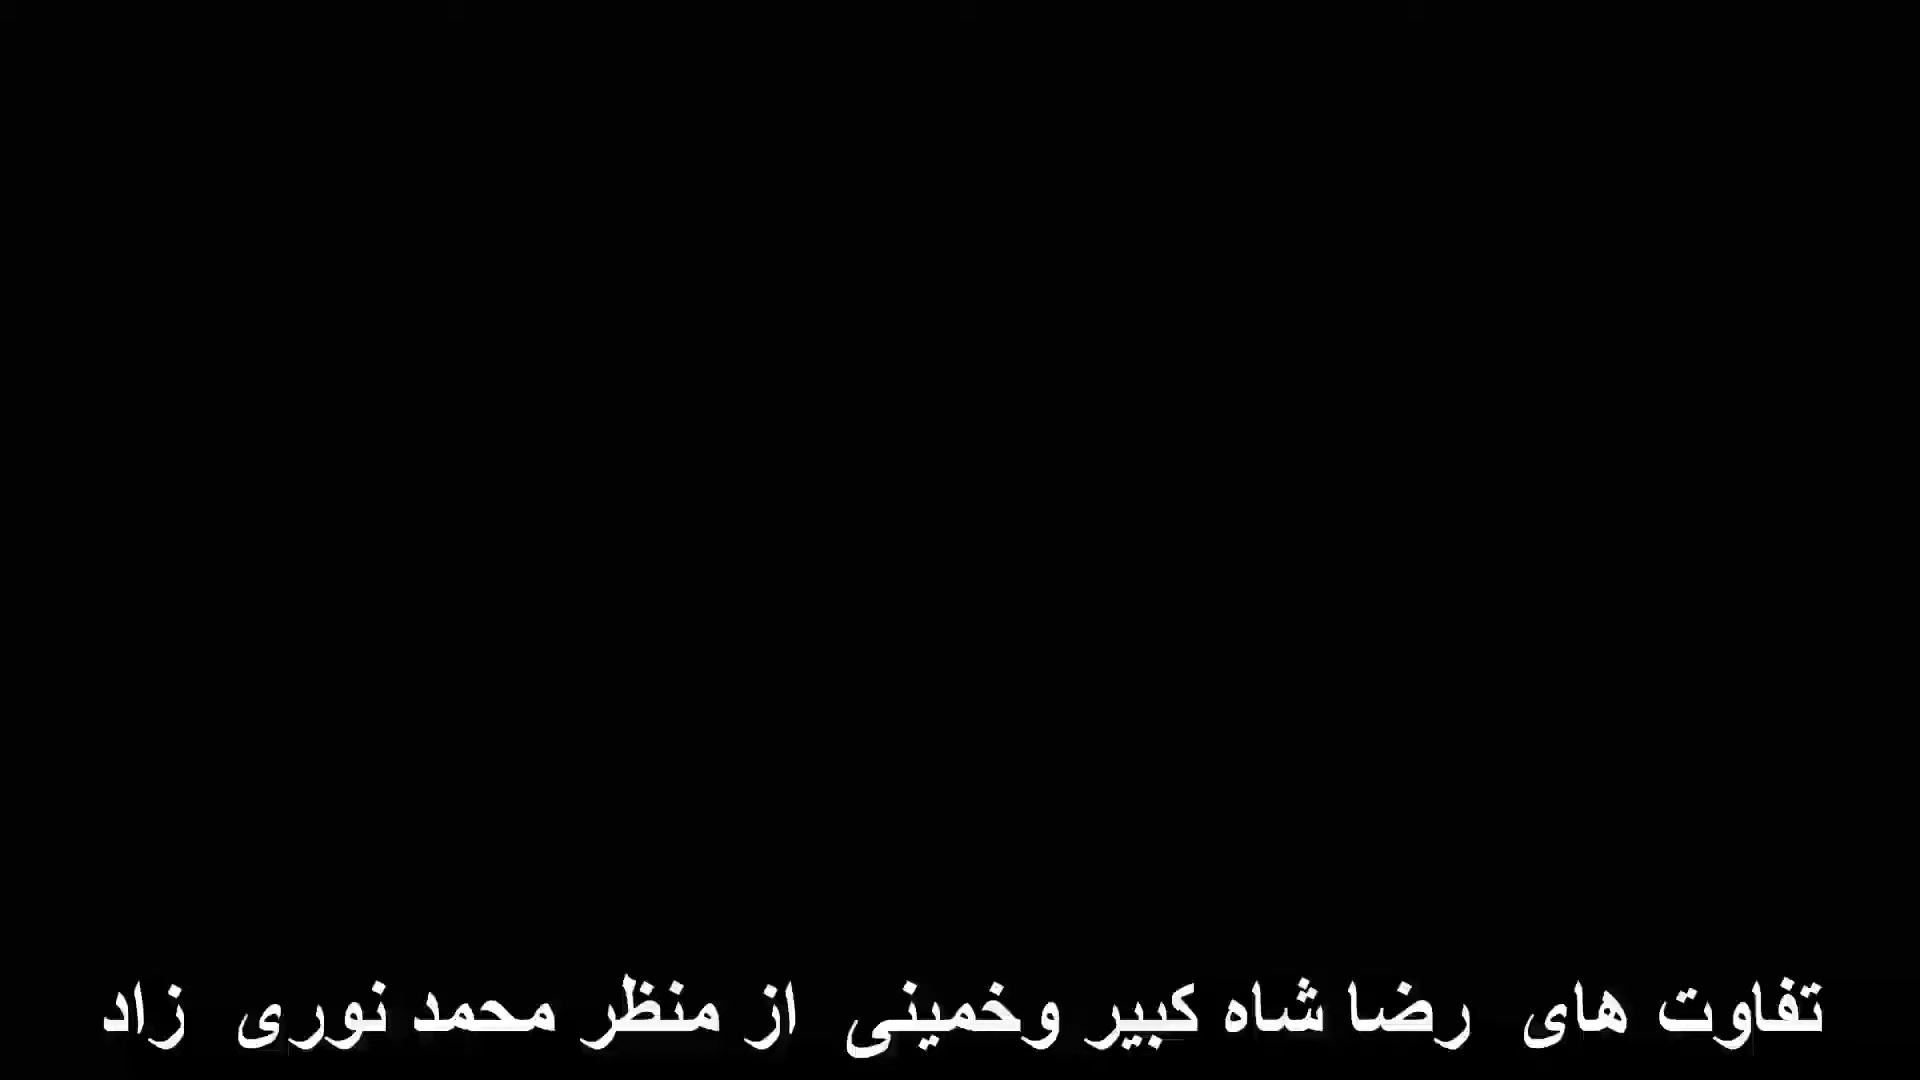 تفاوت های رضا شاه کبیر وخمینی از منظر محمد نوری زاد